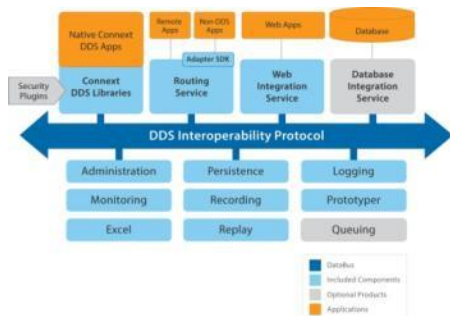 Native Connext
DDS Apps
Remote
Apps
Non DDS
Apps
Web Apps
Database
Adapter SDK
Security
Plugins
Connext
DDS Libraries
Routing
Service
Web
Integration
Service
Database
Integration
Service
DDS Interoperability Protocol
Administration
Persistence
Logging
Monitoring
Recording
Prototyper
Excel
Replay
Queuing
DataBus
Included Components
Optional Products
Applications